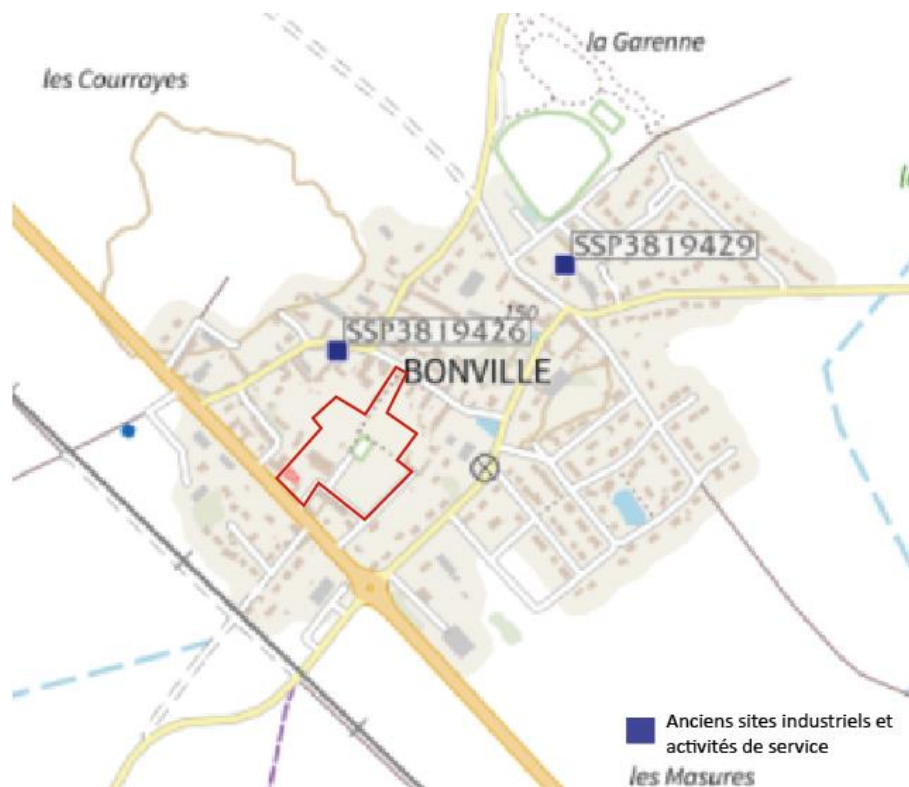 la Garenne
les Courrayes
SSP3819429
150
SSP3819426
BONVILLE
Anciens sites industriels et
activités de service
les Masures